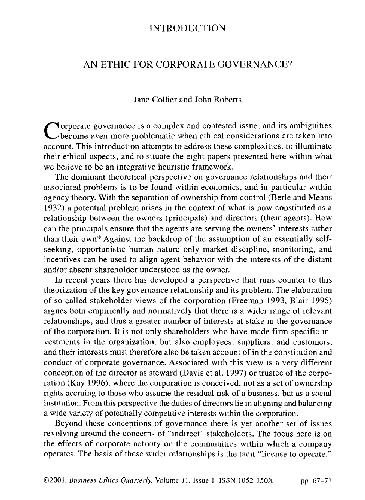 INTRODUCTION
AN ETHIC FOR CORPORATE GOVERNANCE?
Jane Collier and John Roberts
Corporate governance is a complex and contested issue, and its ambiguities
become even more problematic when ethical considerations are taken into
account. This introduction attempts to address these complexities, to illuminate
their ethical aspects, and to situate the eight papers presented here within what
we believe to be an integrative heuristic framework.
The dominant theoretical perspective on governance relationships and their
associated problems is to be found within economics, and in particular within
agency theory. With the separation of ownership from control (Berle and Means
1932) a potential problem arises in the context of what is now constituted as a
relationship between the owners (principals) and directors (their agents). How
can the principals ensure that the agents are serving the owners' interests rather
than their own? Against the backdrop of the assumption of an essentially self-
seeking, opportunistic human nature only market discipline, monitoring, and
incentives can be used to align agent behavior with the interests of the distant
and/or absent shareholder understood as the owner.
In recent years there has developed a perspective that runs counter to this
theorization of the key governance relationship and its problem. The elaboration
of so-called stakeholder views of the corporation (Freeman 1993, Blair 1995)
argues both empirically and normatively that there is a wider range of relevant
relationships, and thus a greater number of interests at stake in the governance
of the corporation. It is not only shareholders who have made firm-specific in-
vestments in the organization, but also employees, suppliers, and customers,
and their interests must therefore also be taken account of in the constitution and
conduct of corporate governance. Associated with this view is a very different
conception of the director as steward (Davis et al. 1997) or trustee of the corpo-
ration (Kay 1996), where the corporation is conceived, not as a set of ownership
rights accruing to those who assume the residual risk of a business, but as a social
institution. From this perspective the duties of directors lie in aligning and balancing
a wide variety of potentially competitive interests within the corporation.
Beyond these conceptions of governance there is yet another set of issues
revolving around the concerns of "indirect" stakeholders. The focus here is on
the effects of corporate activity on the communities within which a company
operates. The basis of these wider relationships is the tacit "license to operate."
©2001. Business Ethics Quarterly, Volume 11, Issue 1. ISSN 1052-150X. pp. 67–71